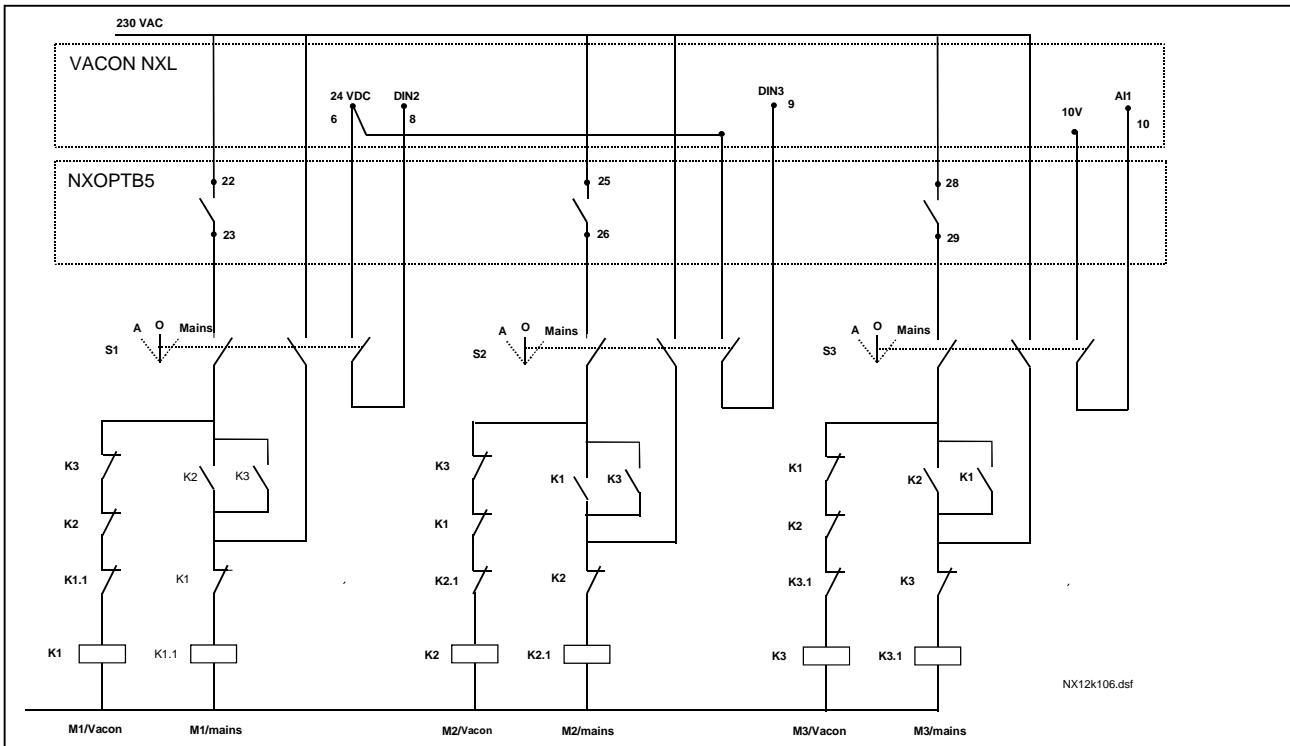 230 VAC
VACON NXL
24 VDC DIN2
6 8
DIN3
9
10V
AI1
10
NXOPTB5
22
23
25
26
28
29
A O Mains
S1
A O Mains
S2
A O Mains
S3
K3 K2 K3
K2
K1.1 K1
K1 K1.1
K3 K1 K3
K1
K2.1 K2
K2 K2.1
K1 K2 K1
K2
K3.1 K3
K3 K3.1
NX12k106.dsf
M1/Vacon M1/mains M2/Vacon M2/mains M3/Vacon M3/mains